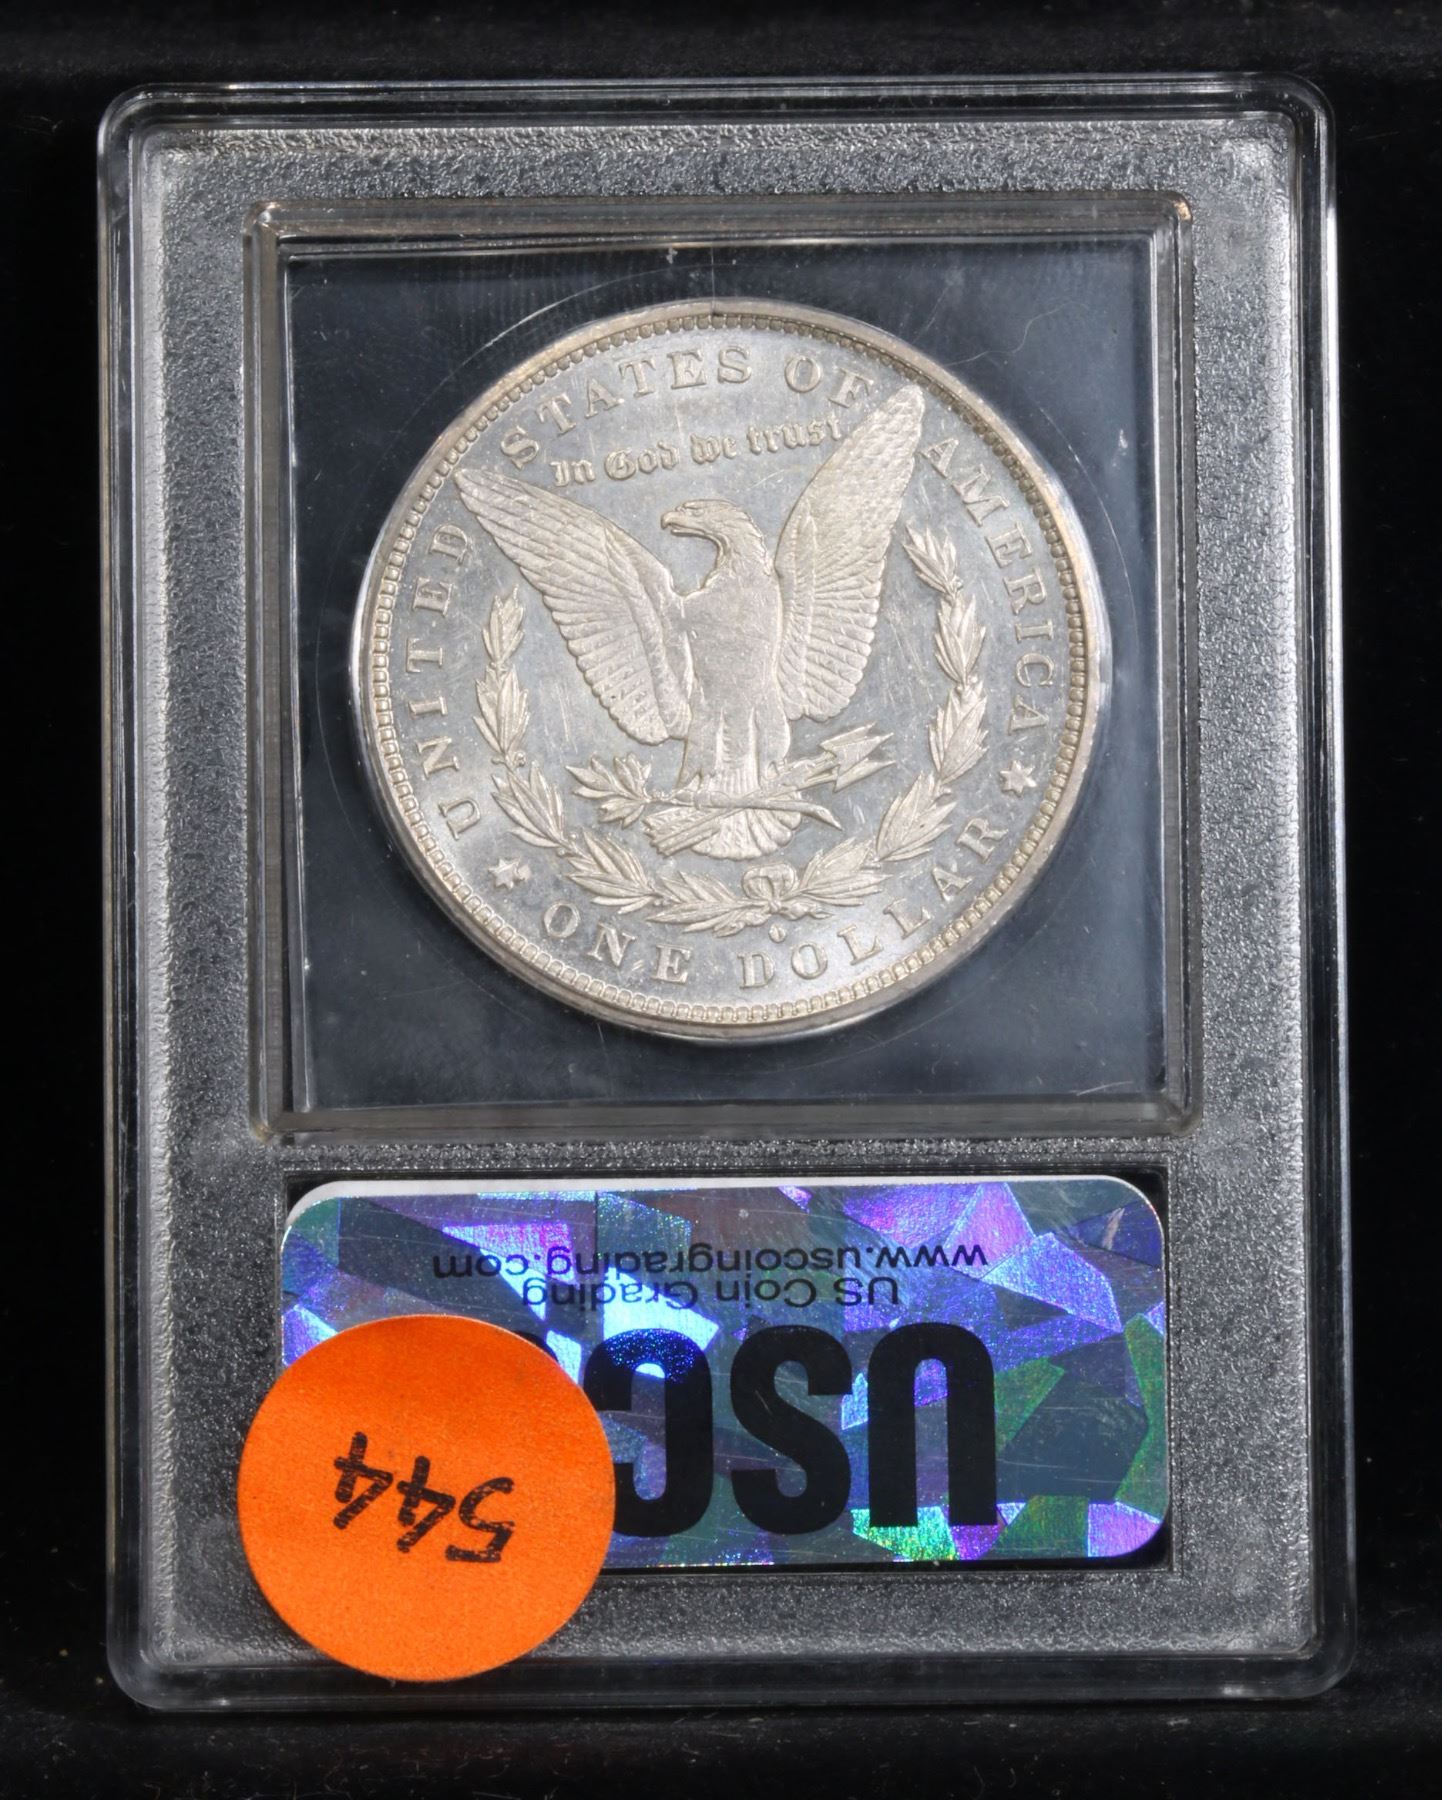 UNITED STATES OF AMERICA
In God we trust
O
ONE DOLLAR
USC
US Coin Grading
www.uscoingrading.com
544